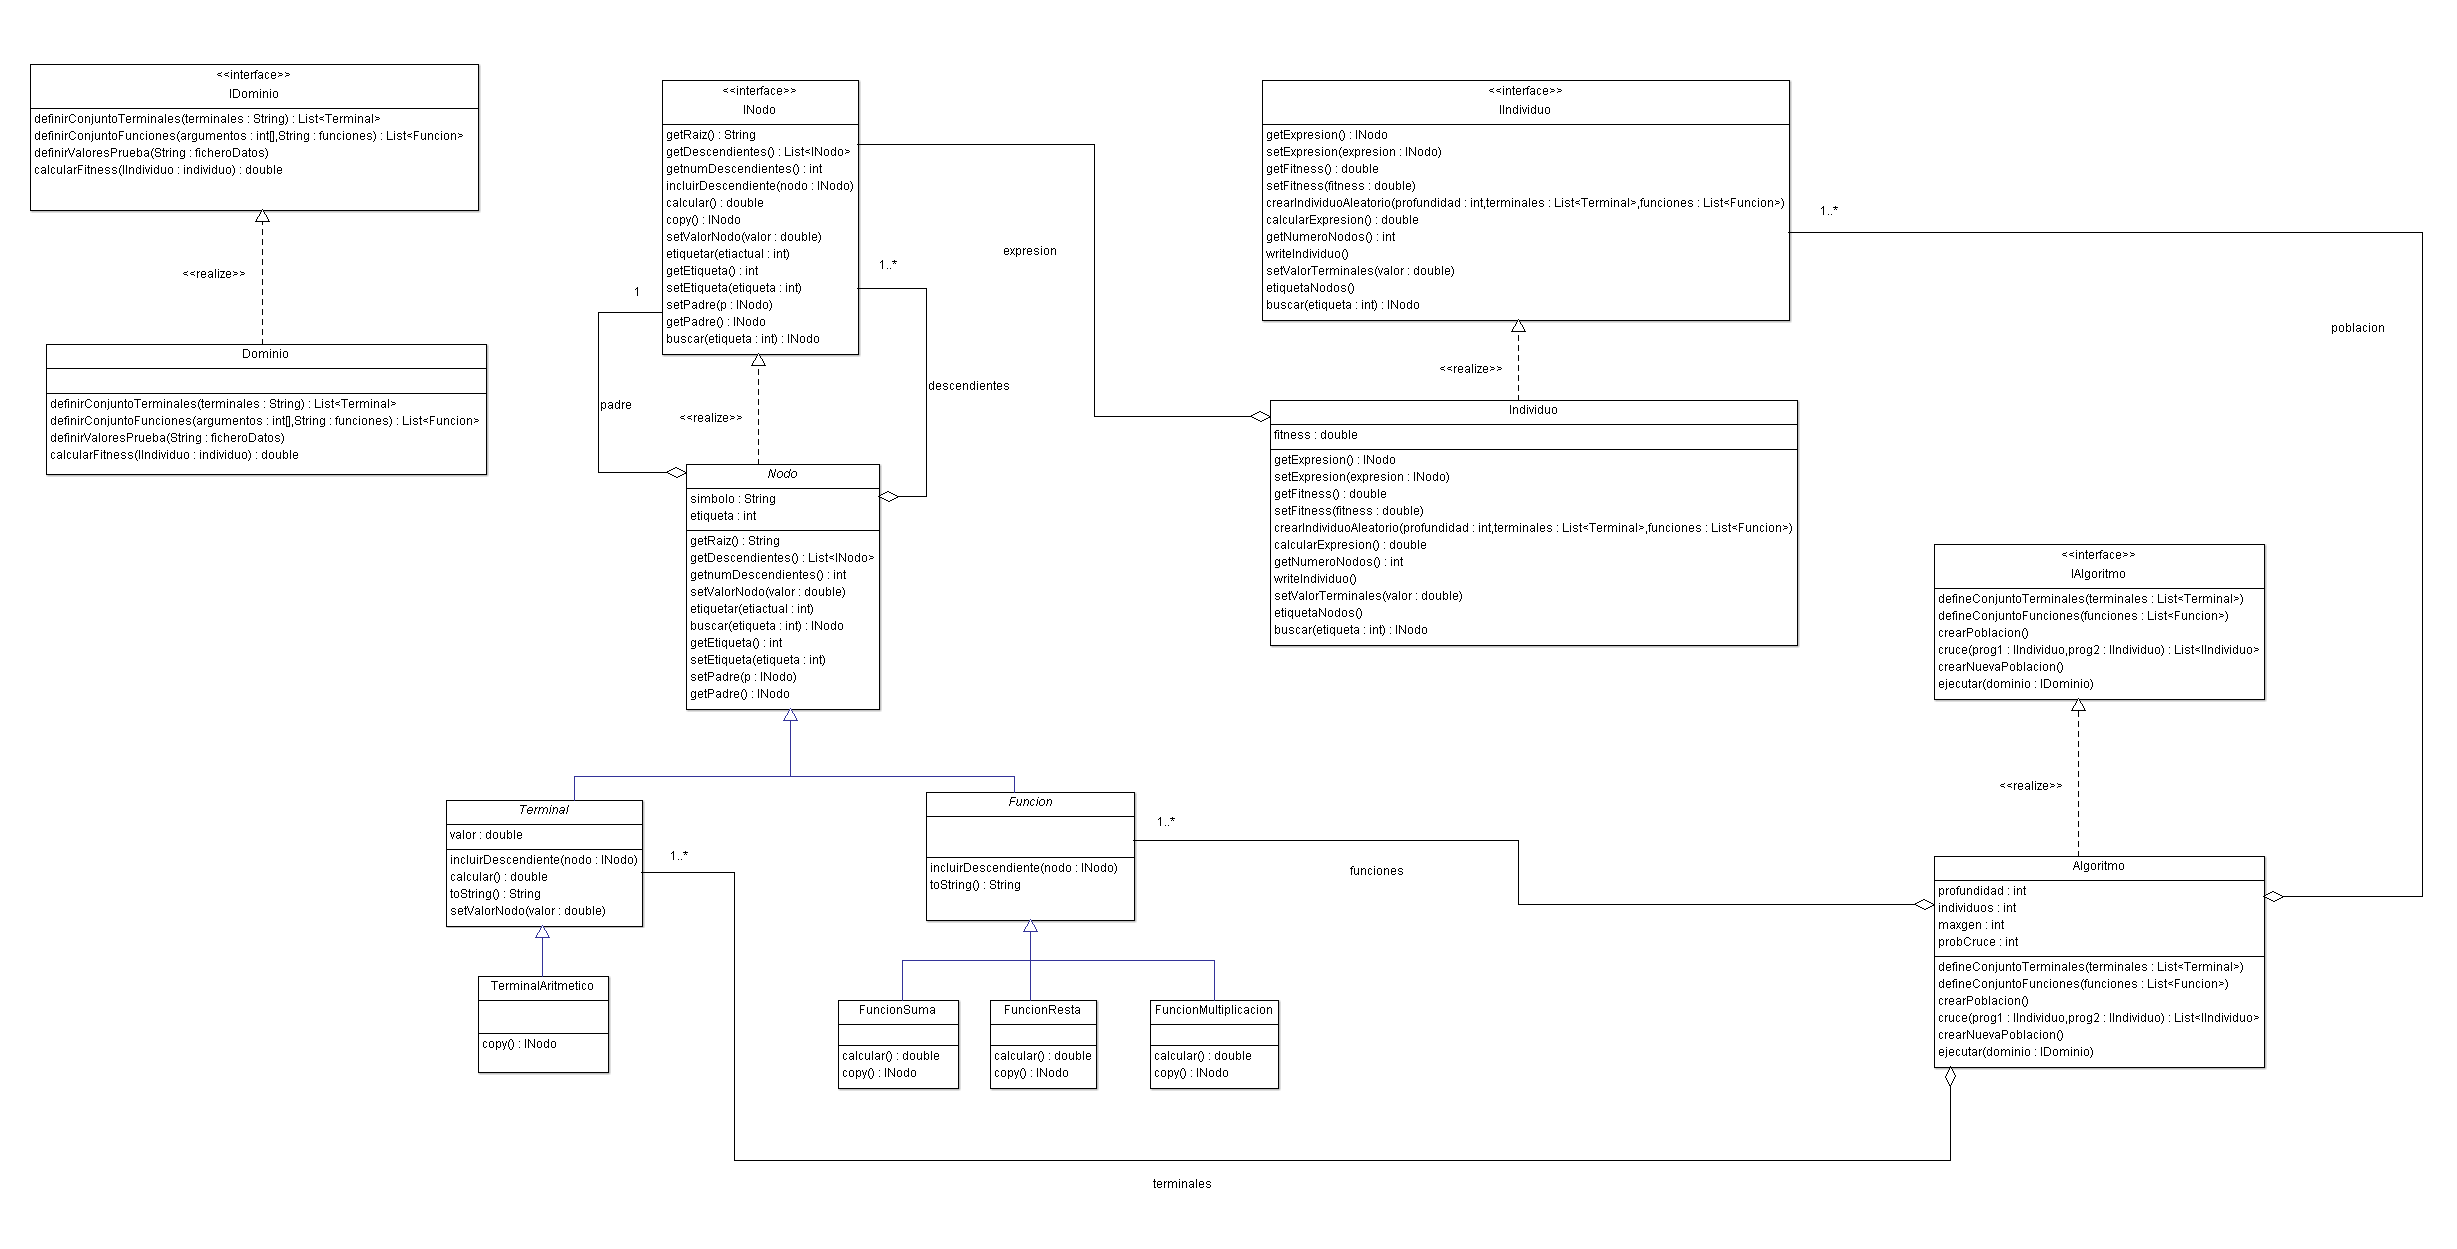 <<interface>>
IDominio
definirConjuntoTerminales(terminales : String) : List<Terminal>
definirConjuntoFunciones(argumentos : int[],String : funciones) : List<Funcion>
definirValoresPrueba(String : ficheroDatos)
calcularFitness(IIndividuo : individuo) : double
<<realize>>
Dominio
definirConjuntoTerminales(terminales : String) : List<Terminal>
definirConjuntoFunciones(argumentos : int[],String : funciones) : List<Funcion>
definirValoresPrueba(String : ficheroDatos)
calcularFitness(IIndividuo : individuo) : double
<<interface>>
INodo
getRaiz() : String
getDescendientes() : List<INodo>
getnumDescendientes() : int
incluirDescendiente(nodo : INodo)
calcular() : double
copy() : INodo
setValorNodo(valor : double)
etiquetar(etiactual : int)
getEtiqueta() : int
setEtiqueta(etiqueta : int)
setPadre(p : INodo)
getPadre() : INodo
buscar(etiqueta : int) : INodo
1
1..*
padre
<<realize>>
descendientes
expresion
Nodo
simbolo : String
etiqueta : int
getRaiz() : String
getDescendientes() : List<INodo>
getnumDescendientes() : int
setValorNodo(valor : double)
etiquetar(etiactual : int)
buscar(etiqueta : int) : INodo
getEtiqueta() : int
setEtiqueta(etiqueta : int)
setPadre(p : INodo)
getPadre() : INodo
<<interface>>
IIndividuo
getExpresion() : INodo
setExpresion(expresion : INodo)
getFitness() : double
setFitness(fitness : double)
crearIndividuoAleatorio(profundidad : int,terminales : List<Terminal>,funciones : List<Funcion>)
calcularExpresion() : double
getNumeroNodos() : int
writeIndividuo()
setValorTerminales(valor : double)
etiquetaNodos()
buscar(etiqueta : int) : INodo
1..*
poblacion
<<realize>>
Individuo
fitness : double
getExpresion() : INodo
setExpresion(expresion : INodo)
getFitness() : double
setFitness(fitness : double)
crearIndividuoAleatorio(profundidad : int,terminales : List<Terminal>,funciones : List<Funcion>)
calcularExpresion() : double
getNumeroNodos() : int
writeIndividuo()
setValorTerminales(valor : double)
etiquetaNodos()
buscar(etiqueta : int) : INodo
<<interface>>
IAlgoritmo
defineConjuntoTerminales(terminales : List<Terminal>)
defineConjuntoFunciones(funciones : List<Funcion>)
crearPoblacion()
cruce(prog1 : IIndividuo,prog2 : IIndividuo) : List<IIndividuo>
crearNuevaPoblacion()
ejecutar(dominio : IDominio)
<<realize>>
Terminal
valor : double
incluirDescendiente(nodo : INodo)
calcular() : double
toString() : String
setValorNodo(valor : double)
1..*
Funcion
incluirDescendiente(nodo : INodo)
toString() : String
1..*
funciones
Algoritmo
profundidad : int
individuos : int
maxgen : int
probCruce : int
defineConjuntoTerminales(terminales : List<Terminal>)
defineConjuntoFunciones(funciones : List<Funcion>)
crearPoblacion()
cruce(prog1 : IIndividuo,prog2 : IIndividuo) : List<IIndividuo>
crearNuevaPoblacion()
ejecutar(dominio : IDominio)
TerminalAritmetico
copy() : INodo
FuncionSuma
calcular() : double
copy() : INodo
FuncionResta
calcular() : double
copy() : INodo
FuncionMultiplicacion
calcular() : double
copy() : INodo
terminales